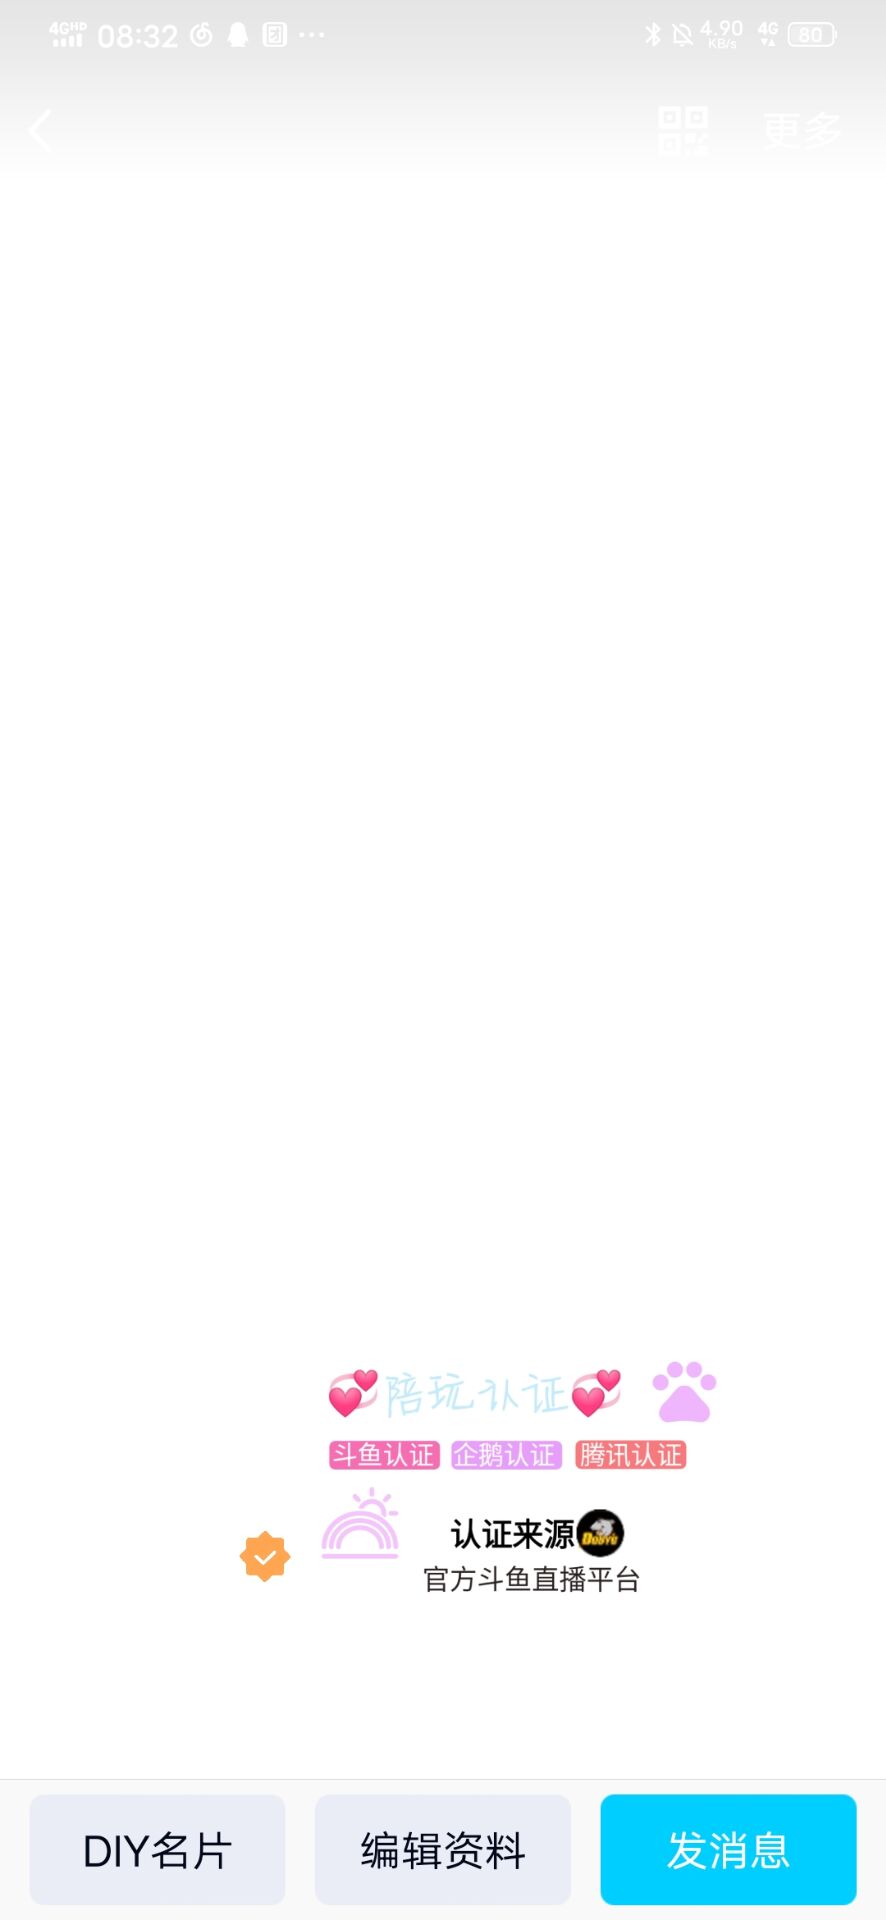 4GHD 08:32 4.90 KB/s 4G 80
更多
陪玩认证
斗鱼认证 企鹅认证 腾讯认证
认证来源 DOUYU
官方斗鱼直播平台
DIY名片 编辑资料 发消息